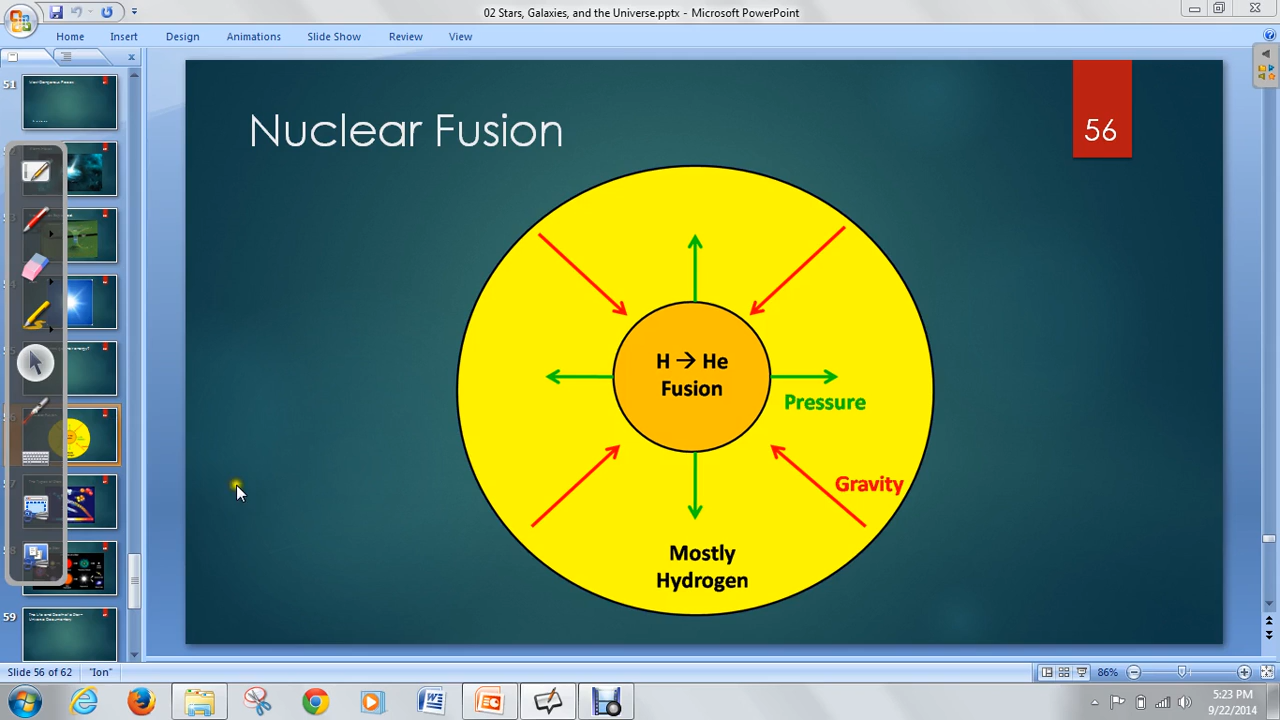 02 Stars, Galaxies, and the Universe.pptx - Microsoft PowerPoint
Home Insert Design Animations Slide Show Review View
51
Nuclear Fusion
56
H → He
Fusion
Pressure
Gravity
Mostly
Hydrogen
59
Slide 56 of 62 "Ion" 86%
5:23 PM
9/22/2014